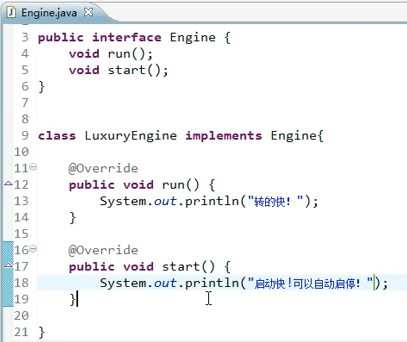 Engine.java
3 public interface Engine {
4 void run();
5 void start();
6 }
7
8
9 class LuxuryEngine implements Engine{
10
11 @Override
12 public void run() {
13 System.out.println("转的快! ");
14 }
15
16 @Override
17 public void start() {
18 System.out.println("启动快!可以自动启停! ");
19 }
20
21 }